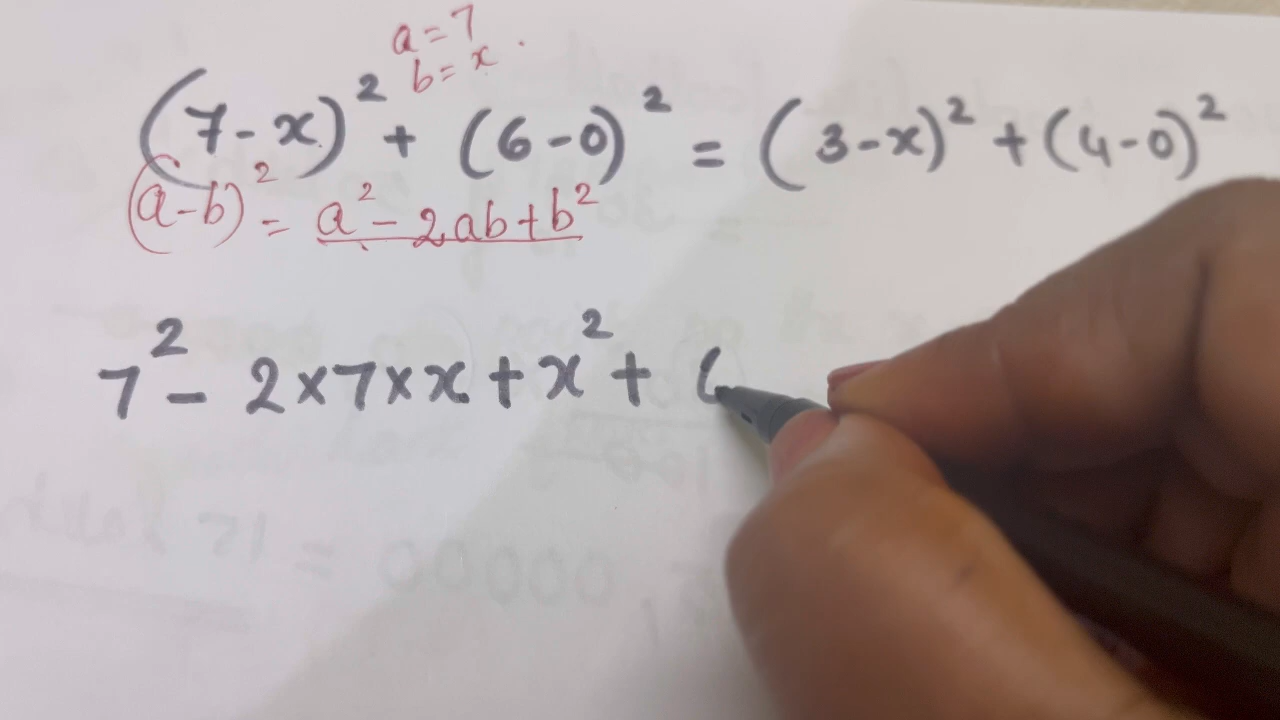 a = 7
b = x
(7 - x)² + (6 - 0)² = (3 - x)² + (4 - 0)²
(a - b)² = a² - 2ab + b²
7² - 2 × 7 × x + x² + 6